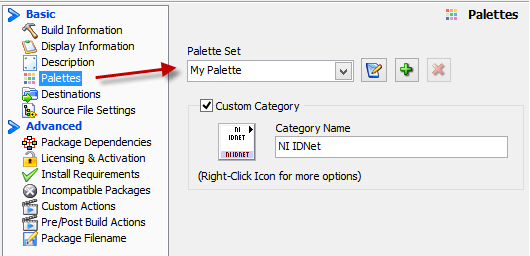 Basic
Build Information
Display Information
Description
Palettes
Destinations
Source File Settings
Advanced
Package Dependencies
Licensing & Activation
Install Requirements
Incompatible Packages
Custom Actions
Pre/Post Build Actions
Package Filename
Palettes
Palette Set
My Palette
Custom Category
NI
IDNET
NI IDNET
Category Name
NI IDNet
(Right-Click Icon for more options)